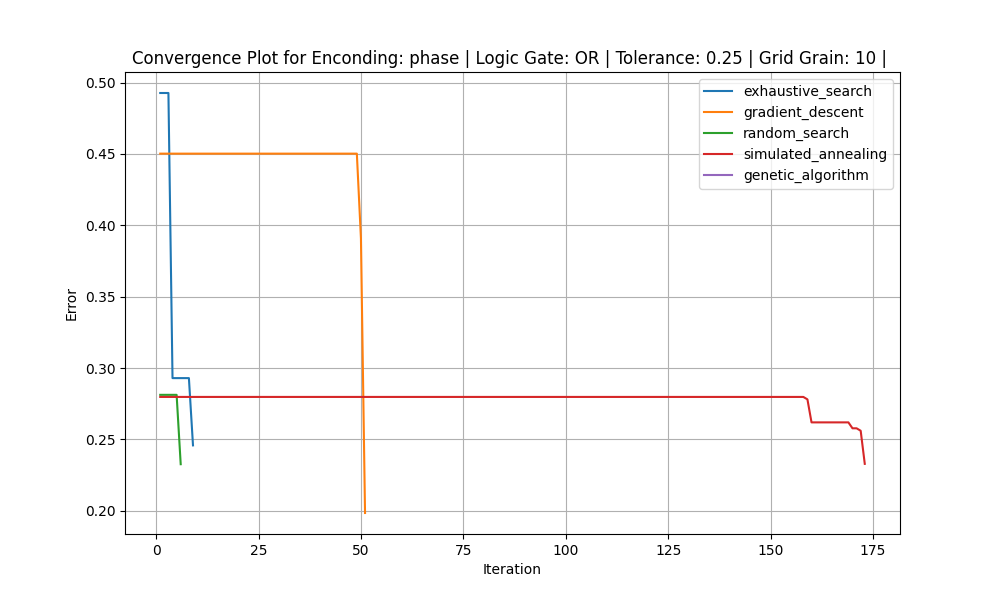 Convergence Plot for Enconding: phase | Logic Gate: OR | Tolerance: 0.25 | Grid Grain: 10 |
exhaustive_search
gradient_descent
random_search
simulated_annealing
genetic_algorithm
0.50
0.45
0.40
0.35
0.30
0.25
0.20
Error
0 25 50 75 100 125 150 175
Iteration